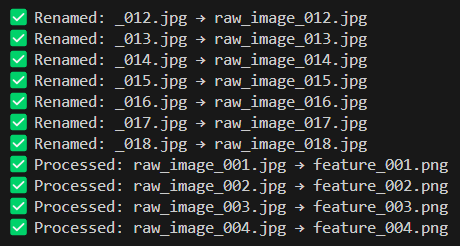 ✅ Renamed: _012.jpg → raw_image_012.jpg
✅ Renamed: _013.jpg → raw_image_013.jpg
✅ Renamed: _014.jpg → raw_image_014.jpg
✅ Renamed: _015.jpg → raw_image_015.jpg
✅ Renamed: _016.jpg → raw_image_016.jpg
✅ Renamed: _017.jpg → raw_image_017.jpg
✅ Renamed: _018.jpg → raw_image_018.jpg
✅ Processed: raw_image_001.jpg → feature_001.png
✅ Processed: raw_image_002.jpg → feature_002.png
✅ Processed: raw_image_003.jpg → feature_003.png
✅ Processed: raw_image_004.jpg → feature_004.png